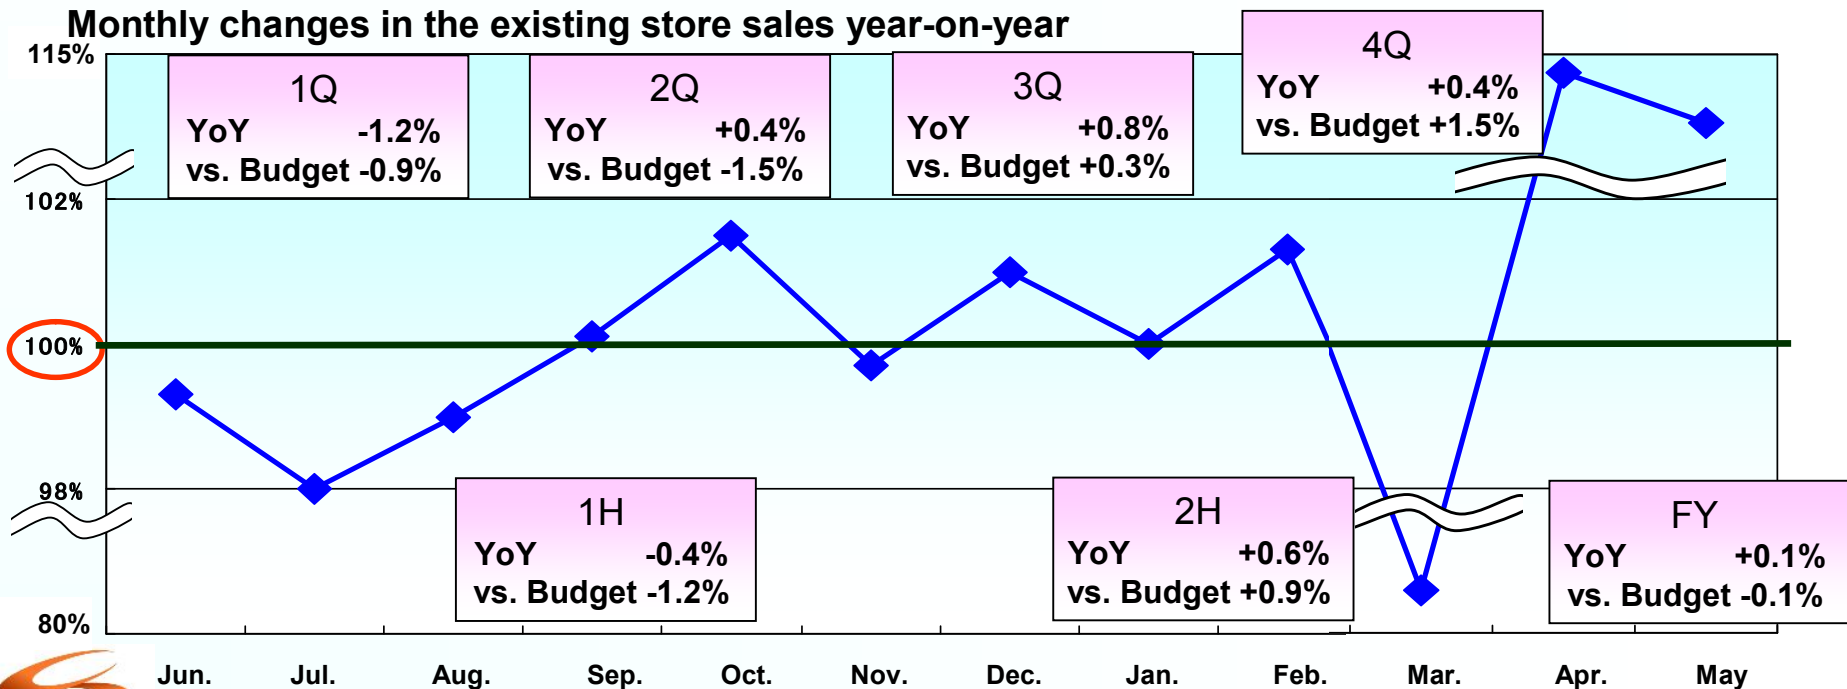 Monthly changes in the existing store sales year-on-year
115%
102%
100%
98%
80%
1Q
YoY -1.2%
vs. Budget -0.9%
2Q
YoY +0.4%
vs. Budget -1.5%
3Q
YoY +0.8%
vs. Budget +0.3%
4Q
YoY +0.4%
vs. Budget +1.5%
1H
YoY -0.4%
vs. Budget -1.2%
2H
YoY +0.6%
vs. Budget +0.9%
FY
YoY +0.1%
vs. Budget -0.1%
Jun. Jul. Aug. Sep. Oct. Nov. Dec. Jan. Feb. Mar. Apr. May